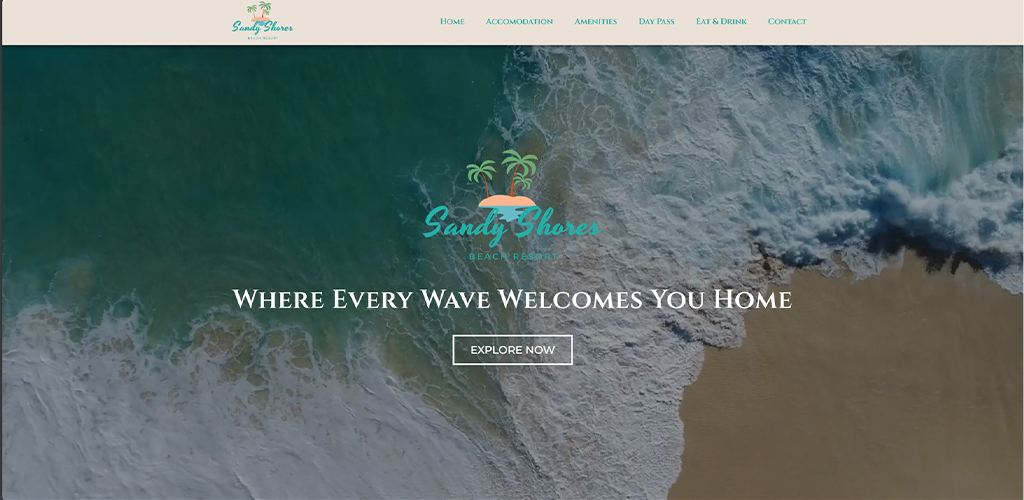 Sandy Shores
BEACH RESORT
HOME ACCOMODATION AMENITIES DAY PASS EAT & DRINK CONTACT
Sandy Shores
BEACH RESORT
WHERE EVERY WAVE WELCOMES YOU HOME
EXPLORE NOW